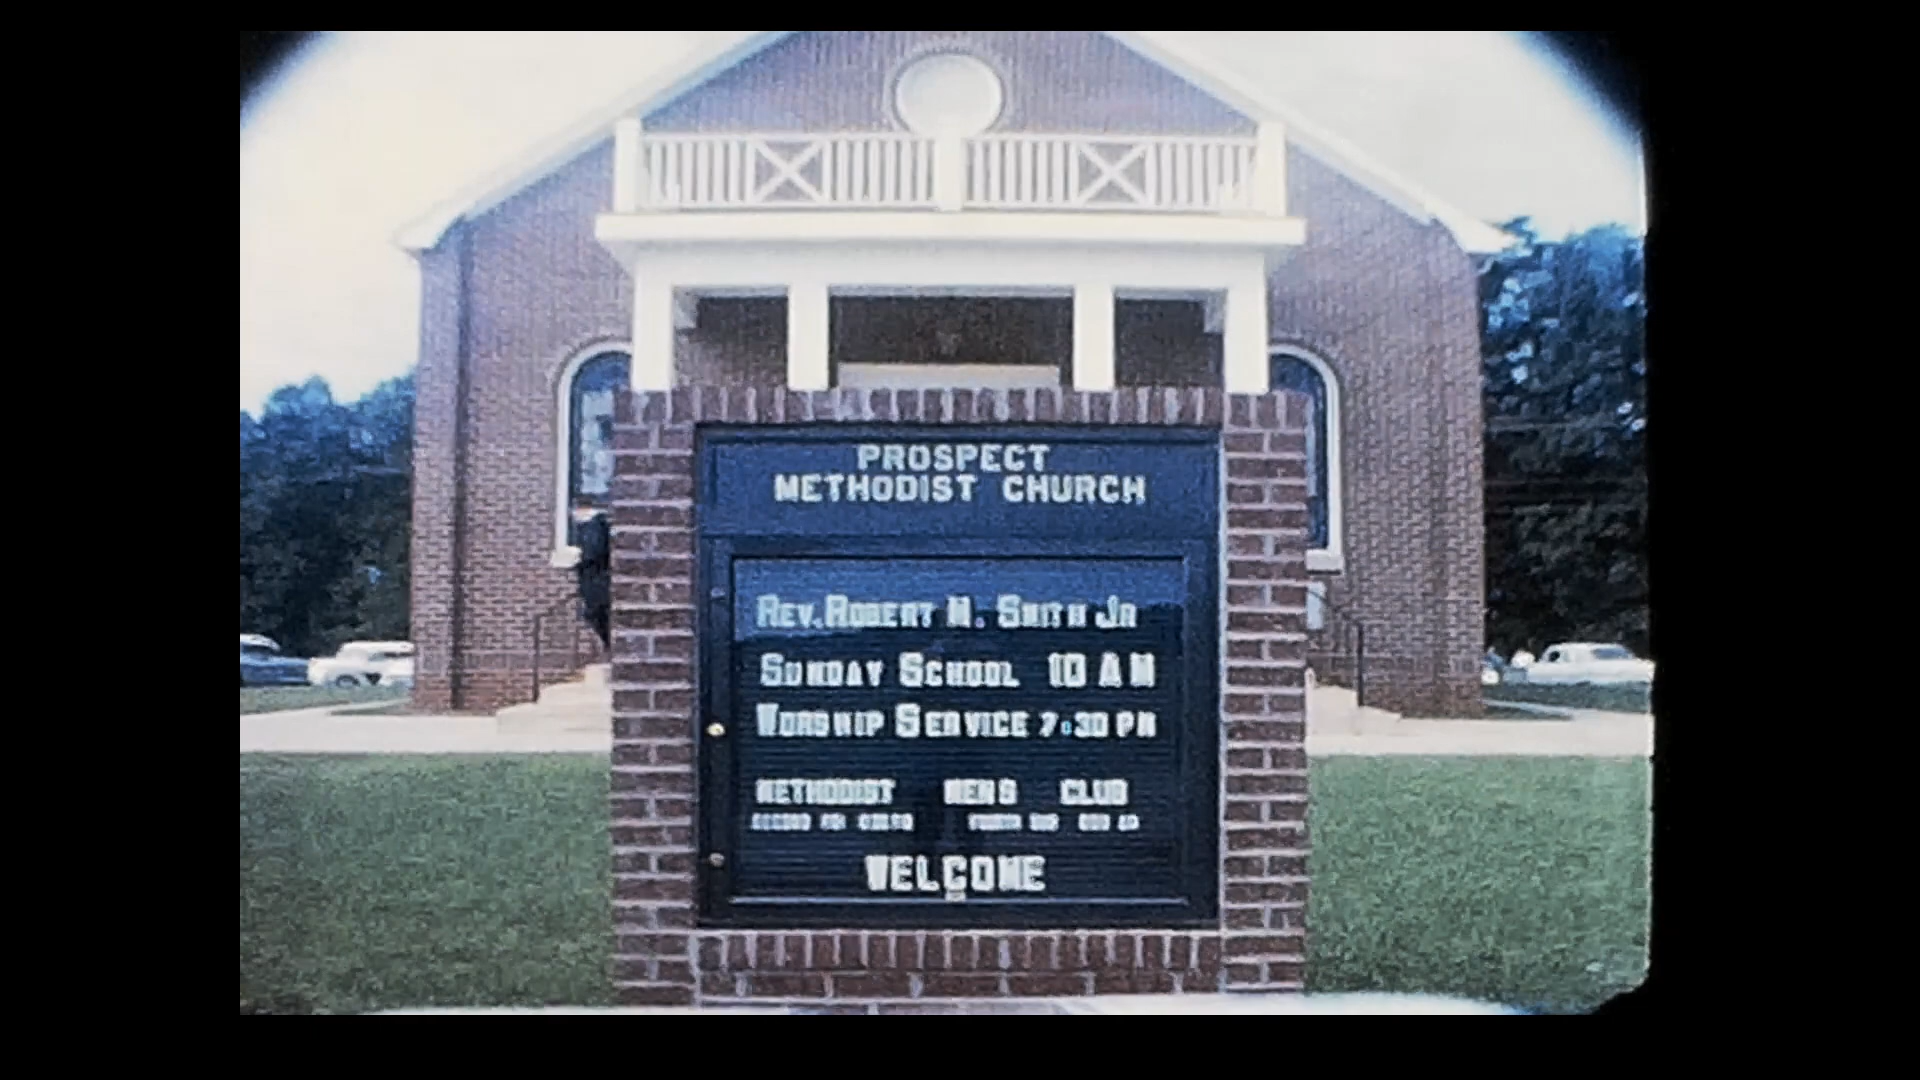 PROSPECT
METHODIST CHURCH
REV. ROBERT M. SMITH JR
SUNDAY SCHOOL 10 AM
WORSHIP SERVICE 7:30 PM
METHODIST MENS CLUB
WELCOME